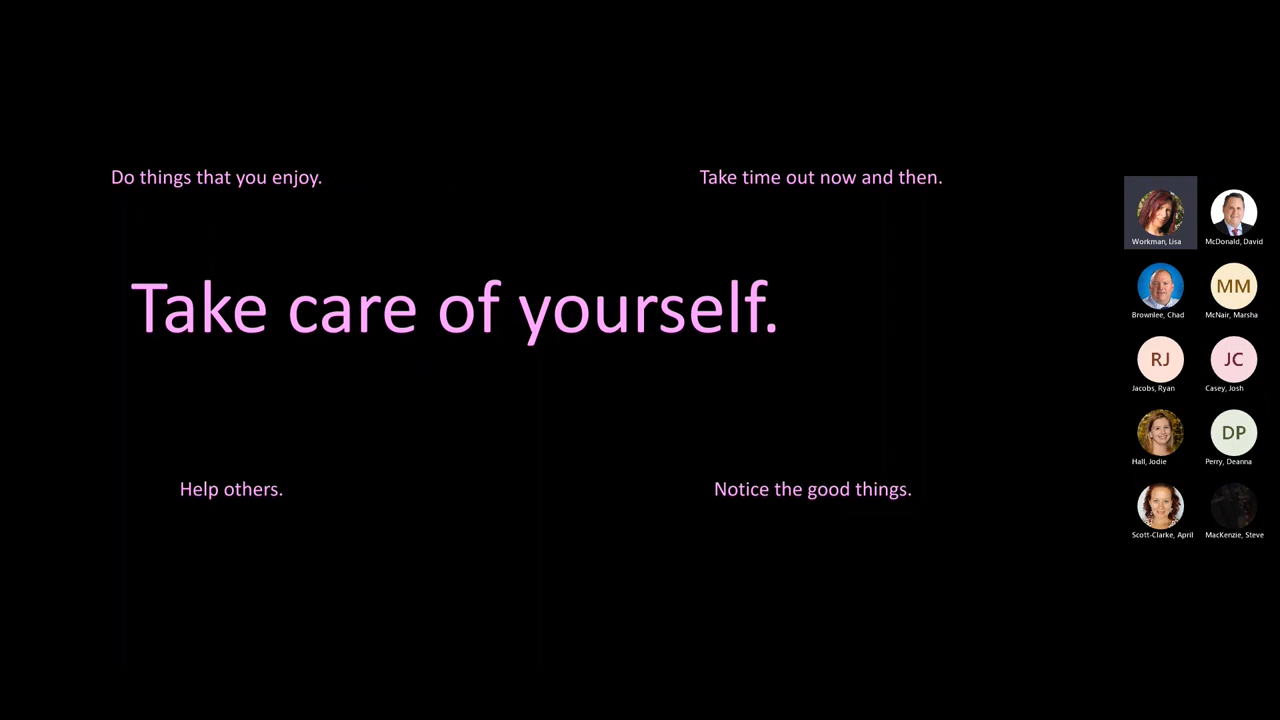 Do things that you enjoy.
Take time out now and then.
Take care of yourself.
Help others.
Notice the good things.
Workman, Lisa
McDonald, David
Brownlee, Chad
MM
McNair, Marsha
RJ
Jacobs, Ryan
JC
Casey, Josh
Hall, Jodie
DP
Perry, Deanna
Scott-Clarke, April
MacKenzie, Steve